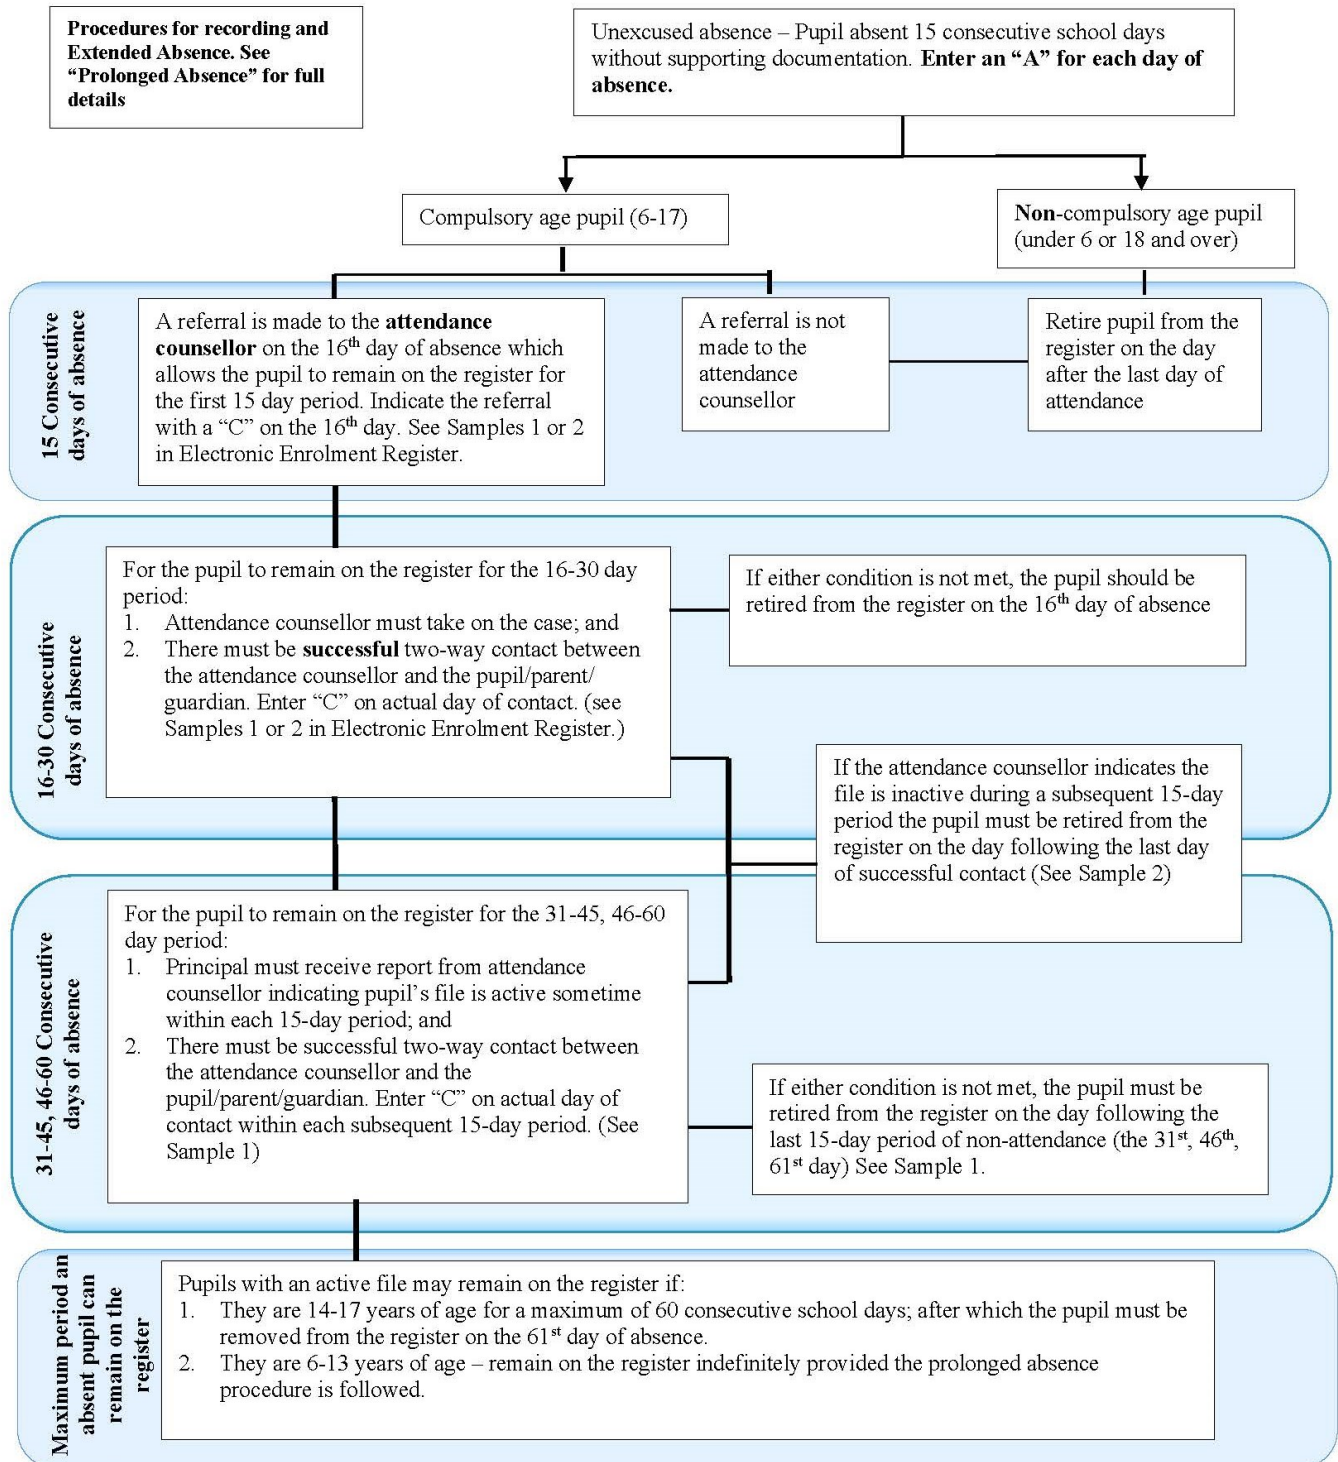 Procedures for recording and
Extended Absence. See
“Prolonged Absence” for full
details
Unexcused absence – Pupil absent 15 consecutive school days
without supporting documentation. Enter an “A” for each day of
absence.
Compulsory age pupil (6-17)
Non-compulsory age pupil
(under 6 or 18 and over)
15 Consecutive
days of absence
A referral is made to the attendance
counsellor on the 16th day of absence which
allows the pupil to remain on the register for
the first 15 day period. Indicate the referral
with a “C” on the 16th day. See Samples 1 or 2
in Electronic Enrolment Register.
A referral is not
made to the
attendance
counsellor
Retire pupil from the
register on the day
after the last day of
attendance
16-30 Consecutive
days of absence
For the pupil to remain on the register for the 16-30 day
period:
1. Attendance counsellor must take on the case; and
2. There must be successful two-way contact between
the attendance counsellor and the pupil/parent/
guardian. Enter “C” on actual day of contact. (see
Samples 1 or 2 in Electronic Enrolment Register.)
If either condition is not met, the pupil should be
retired from the register on the 16th day of absence
If the attendance counsellor indicates the
file is inactive during a subsequent 15-day
period the pupil must be retired from the
register on the day following the last day
of successful contact (See Sample 2)
31-45, 46-60 Consecutive
days of absence
For the pupil to remain on the register for the 31-45, 46-60
day period:
1. Principal must receive report from attendance
counsellor indicating pupil’s file is active sometime
within each 15-day period; and
2. There must be successful two-way contact between
the attendance counsellor and the
pupil/parent/guardian. Enter “C” on actual day of
contact within each subsequent 15-day period. (See
Sample 1)
If either condition is not met, the pupil must be
retired from the register on the day following the
last 15-day period of non-attendance (the 31st, 46th,
61st day) See Sample 1.
Maximum period an
absent pupil can
remain on the
register
Pupils with an active file may remain on the register if:
1. They are 14-17 years of age for a maximum of 60 consecutive school days; after which the pupil must be
removed from the register on the 61st day of absence.
2. They are 6-13 years of age – remain on the register indefinitely provided the prolonged absence
procedure is followed.